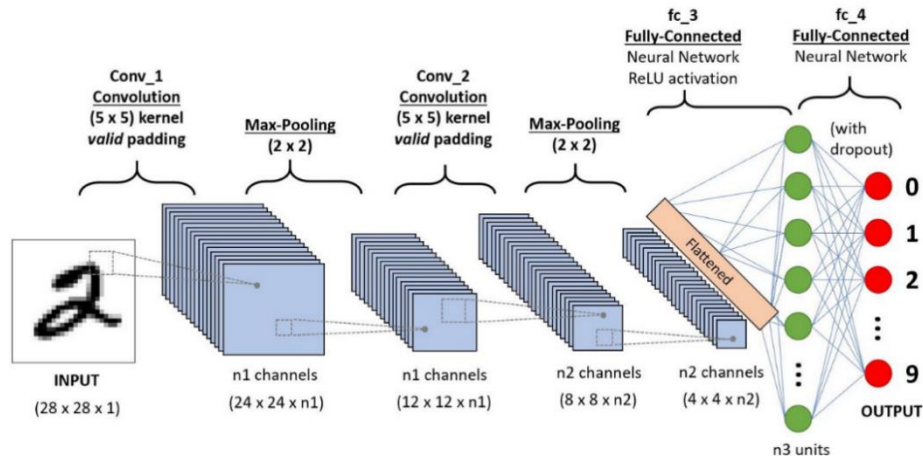 fc_3
Fully-Connected
Neural Network
ReLU activation
fc_4
Fully-Connected
Neural Network
Conv_1
Convolution
(5 x 5) kernel
valid padding
Max-Pooling
(2 x 2)
Conv_2
Convolution
(5 x 5) kernel
valid padding
Max-Pooling
(2 x 2)
(with
dropout)
Flattened
2
0
1
2
9
INPUT
(28 x 28 x 1)
n1 channels
(24 x 24 x n1)
n1 channels
(12 x 12 x n1)
n2 channels
(8 x 8 x n2)
n2 channels
(4 x 4 x n2)
OUTPUT
n3 units